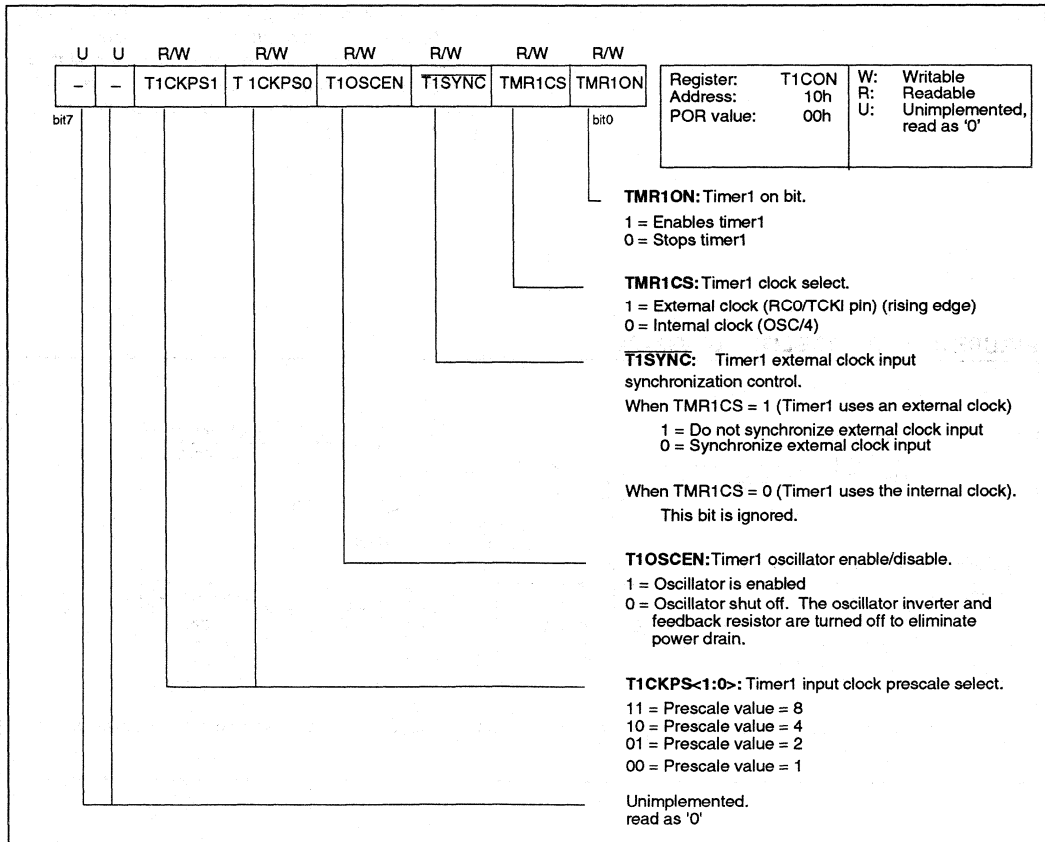 U U R/W R/W R/W R/W R/W R/W
– – T1CKPS1 T 1CKPS0 T1OSCEN T1SYNC TMR1CS TMR1ON
bit7 bit0
Register: T1CON
Address: 10h
POR value: 00h
W: Writable
R: Readable
U: Unimplemented,
read as '0'
TMR1ON: Timer1 on bit.
1 = Enables timer1
0 = Stops timer1
TMR1CS: Timer1 clock select.
1 = External clock (RC0/TCKI pin) (rising edge)
0 = Internal clock (OSC/4)
T1SYNC: Timer1 external clock input
synchronization control.
When TMR1CS = 1 (Timer1 uses an external clock)
1 = Do not synchronize external clock input
0 = Synchronize external clock input
When TMR1CS = 0 (Timer1 uses the internal clock).
This bit is ignored.
T1OSCEN: Timer1 oscillator enable/disable.
1 = Oscillator is enabled
0 = Oscillator shut off. The oscillator inverter and
feedback resistor are turned off to eliminate
power drain.
T1CKPS<1:0>: Timer1 input clock prescale select.
11 = Prescale value = 8
10 = Prescale value = 4
01 = Prescale value = 2
00 = Prescale value = 1
Unimplemented.
read as '0'